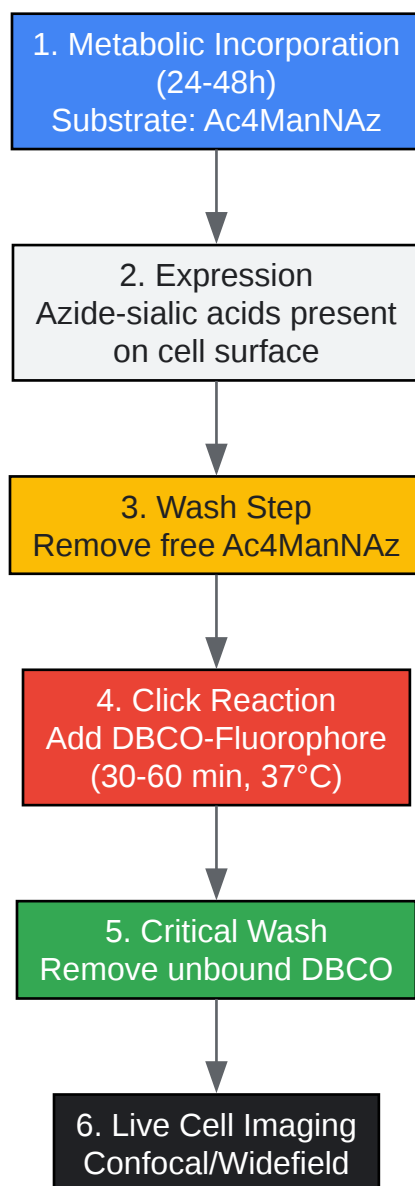 1. Metabolic Incorporation
(24-48h)
Substrate: Ac4ManNAz
2. Expression
Azide-sialic acids present
on cell surface
3. Wash Step
Remove free Ac4ManNAz
4. Click Reaction
Add DBCO-Fluorophore
(30-60 min, 37°C)
5. Critical Wash
Remove unbound DBCO
6. Live Cell Imaging
Confocal/Widefield